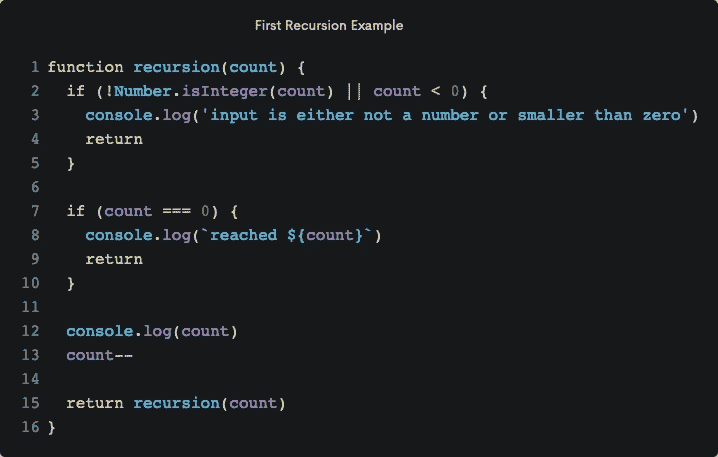 First Recursion Example
1 function recursion(count) {
2   if (!Number.isInteger(count) || count < 0) {
3     console.log('input is either not a number or smaller than zero')
4     return
5   }
6
7   if (count === 0) {
8     console.log(`reached ${count}`)
9     return
10   }
11
12   console.log(count)
13   count--
14
15   return recursion(count)
16 }